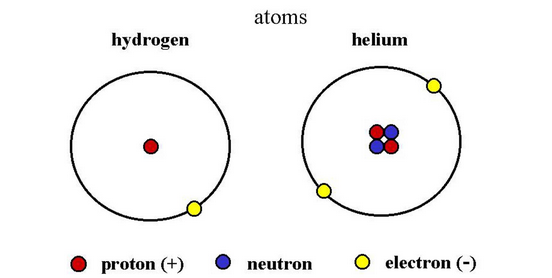 atoms
hydrogen helium
proton (+) neutron electron (-)